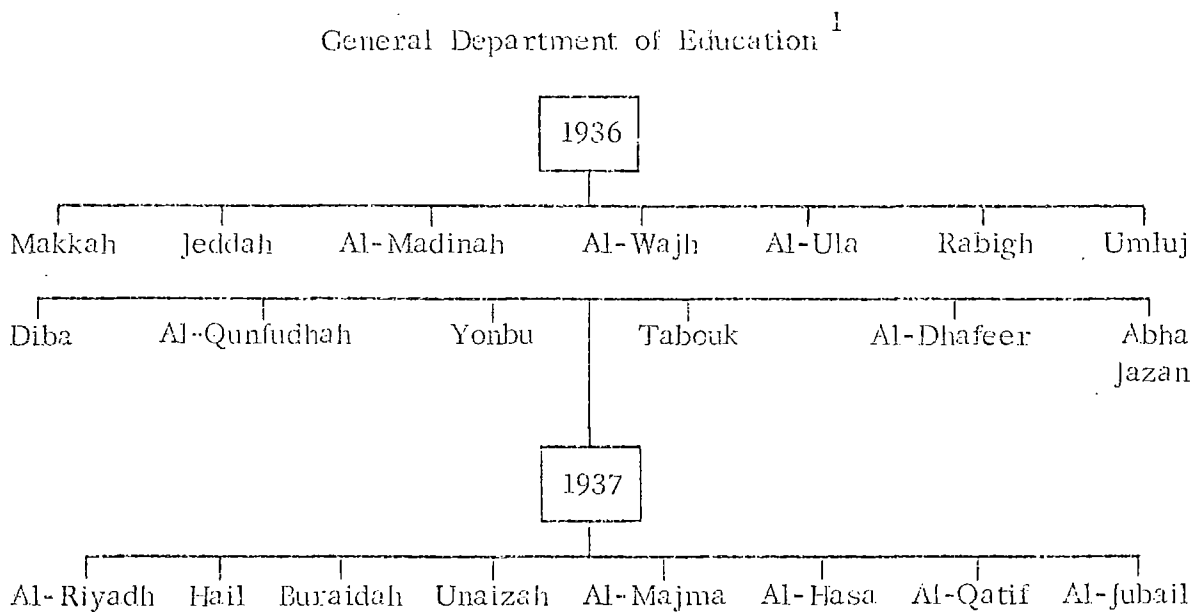 General Department of Education 1
1936
Makkah Jeddah Al-Madinah Al-Wajh Al-Ula Rabigh Umluj
Diba Al-Qunfudhah Yonbu Tabouk Al-Dhafeer Abha
Jazan
1937
Al-Riyadh Hail Buraidah Unaizah Al-Majma Al-Hasa Al-Qatif Al-Jubail